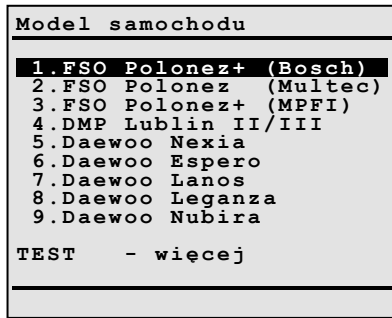 Model samochodu
1.FSO Polonez+ (Bosch)
2.FSO Polonez (Multec)
3.FSO Polonez+ (MPFI)
4.DMP Lublin II/III
5.Daewoo Nexia
6.Daewoo Espero
7.Daewoo Lanos
8.Daewoo Leganza
9.Daewoo Nubira
TEST - więcej